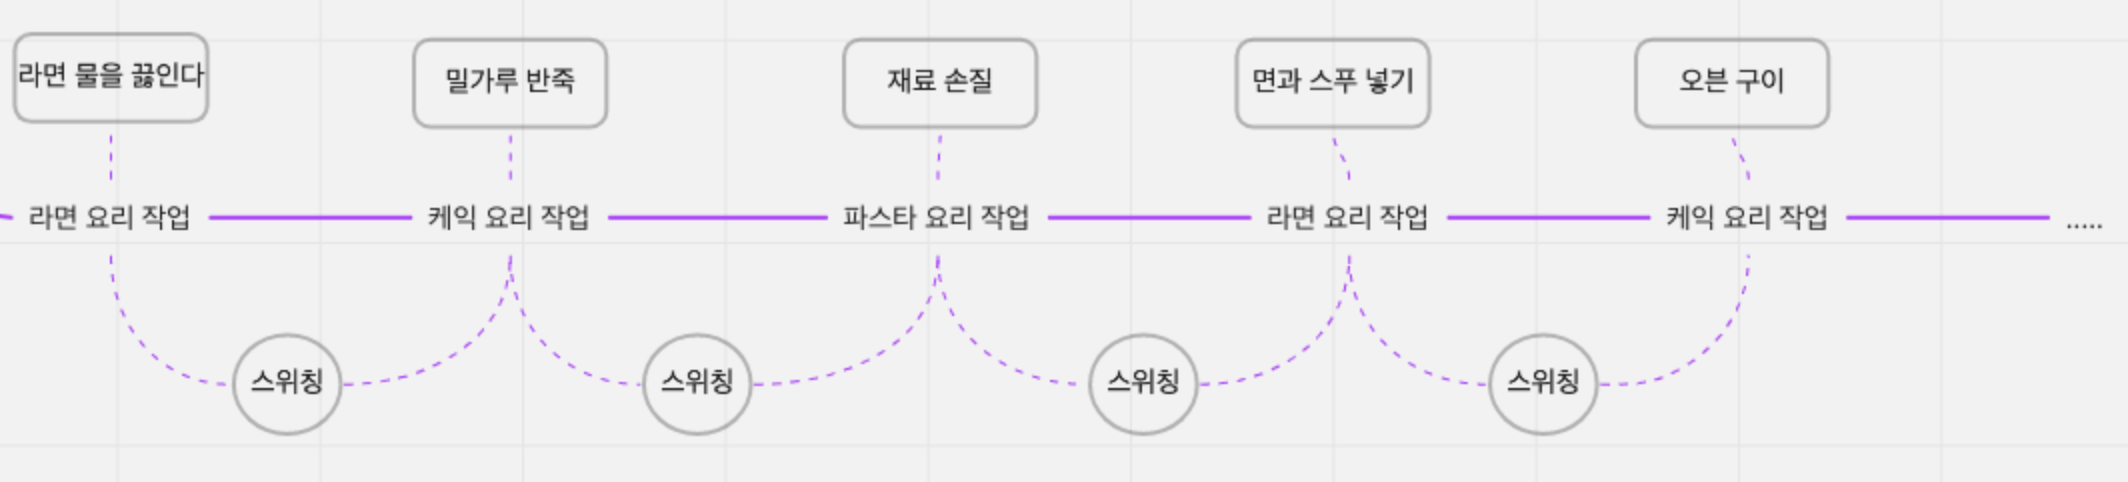 라면 물을 끓인다
밀가루 반죽
재료 손질
면과 스푸 넣기
오븐 구이
라면 요리 작업
케익 요리 작업
파스타 요리 작업
라면 요리 작업
케익 요리 작업
.....
스위칭
스위칭
스위칭
스위칭